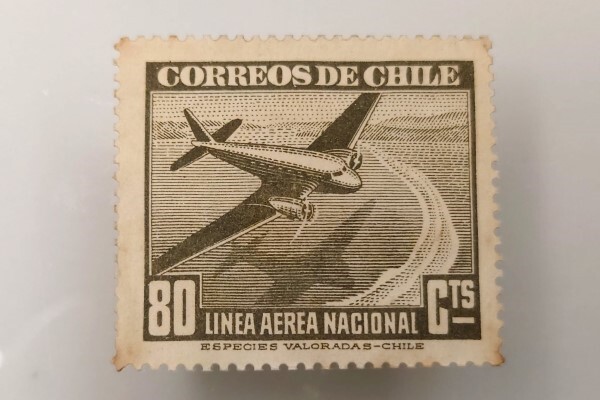 CORREOS DE CHILE
80 LINEA AEREA NACIONAL CTS
ESPECIES VALORADAS-CHILE